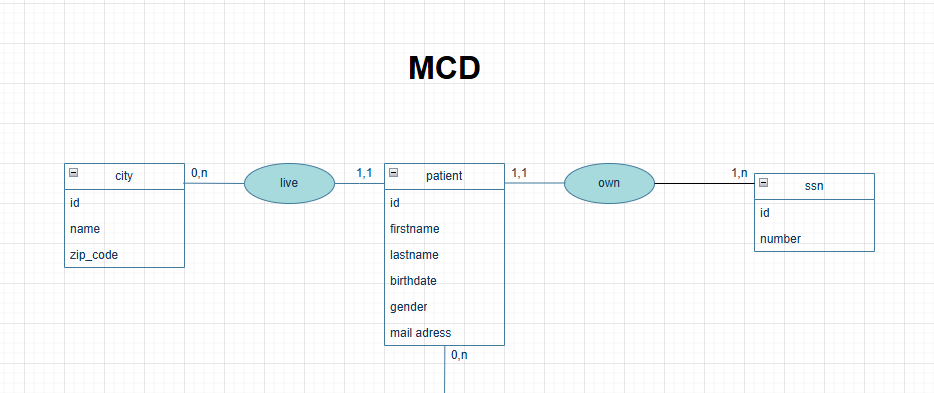 MCD
city
0,n
live
1,1
patient
1,1
own
1,n
ssn
id
name
zip_code
id
firstname
lastname
birthdate
gender
mail adress
id
number
0,n